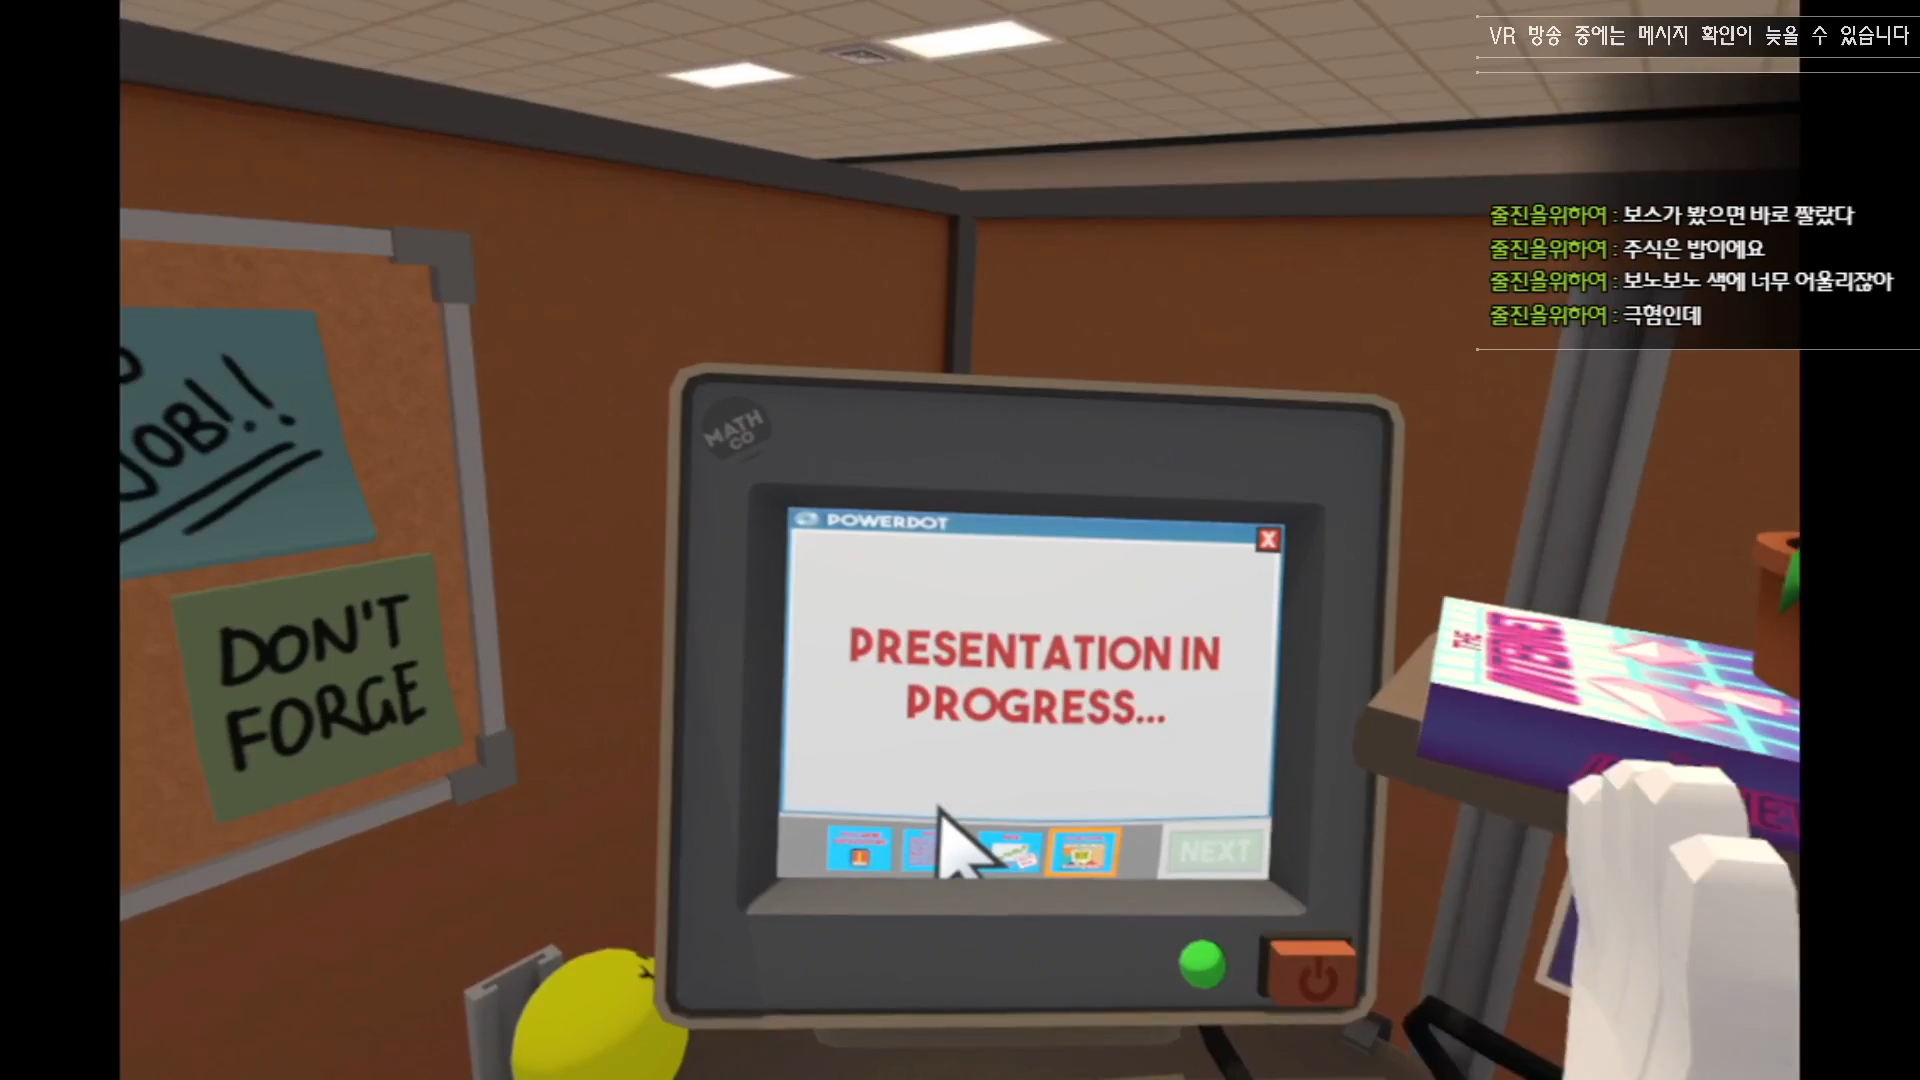 VR 방송 중에는 메시지 확인이 늦을 수 있습니다
줄진을위하여 : 보스가 봤으면 바로 짤랐다
줄진을위하여 : 주식은 밥이에요
줄진을위하여 : 보노보노 색에 너무 어울리잖아
줄진을위하여 : 극혐인데
JOB!!
DON'T
FORGE
MATH
CO
POWERDOT
X
PRESENTATION IN
PROGRESS...
NEXT
THE